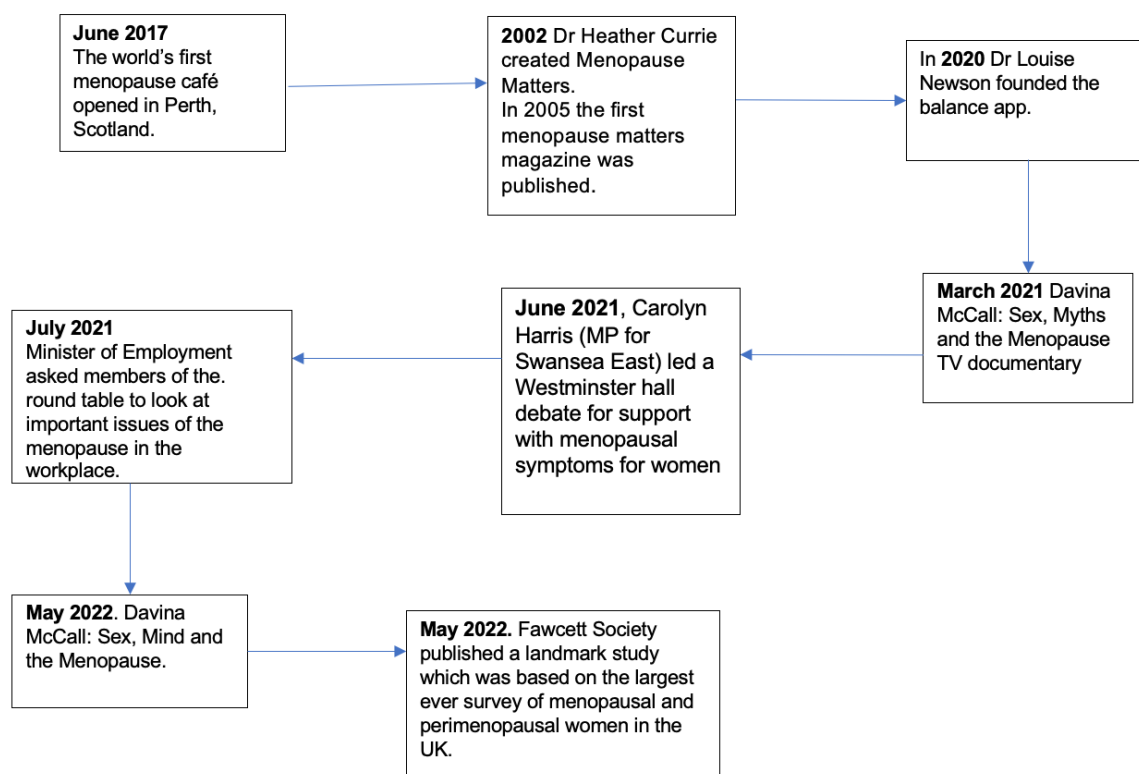 June 2017
The world’s first
menopause café
opened in Perth,
Scotland.
2002 Dr Heather Currie
created Menopause
Matters.
In 2005 the first
menopause matters
magazine was
published.
In 2020 Dr Louise
Newson founded the
balance app.
March 2021 Davina
McCall: Sex, Myths
and the Menopause
TV documentary
June 2021, Carolyn
Harris (MP for
Swansea East) led a
Westminster hall
debate for support
with menopausal
symptoms for women
July 2021
Minister of Employment
asked members of the.
round table to look at
important issues of the
menopause in the
workplace.
May 2022. Davina
McCall: Sex, Mind and
the Menopause.
May 2022. Fawcett Society
published a landmark study
which was based on the largest
ever survey of menopausal and
perimenopausal women in the
UK.